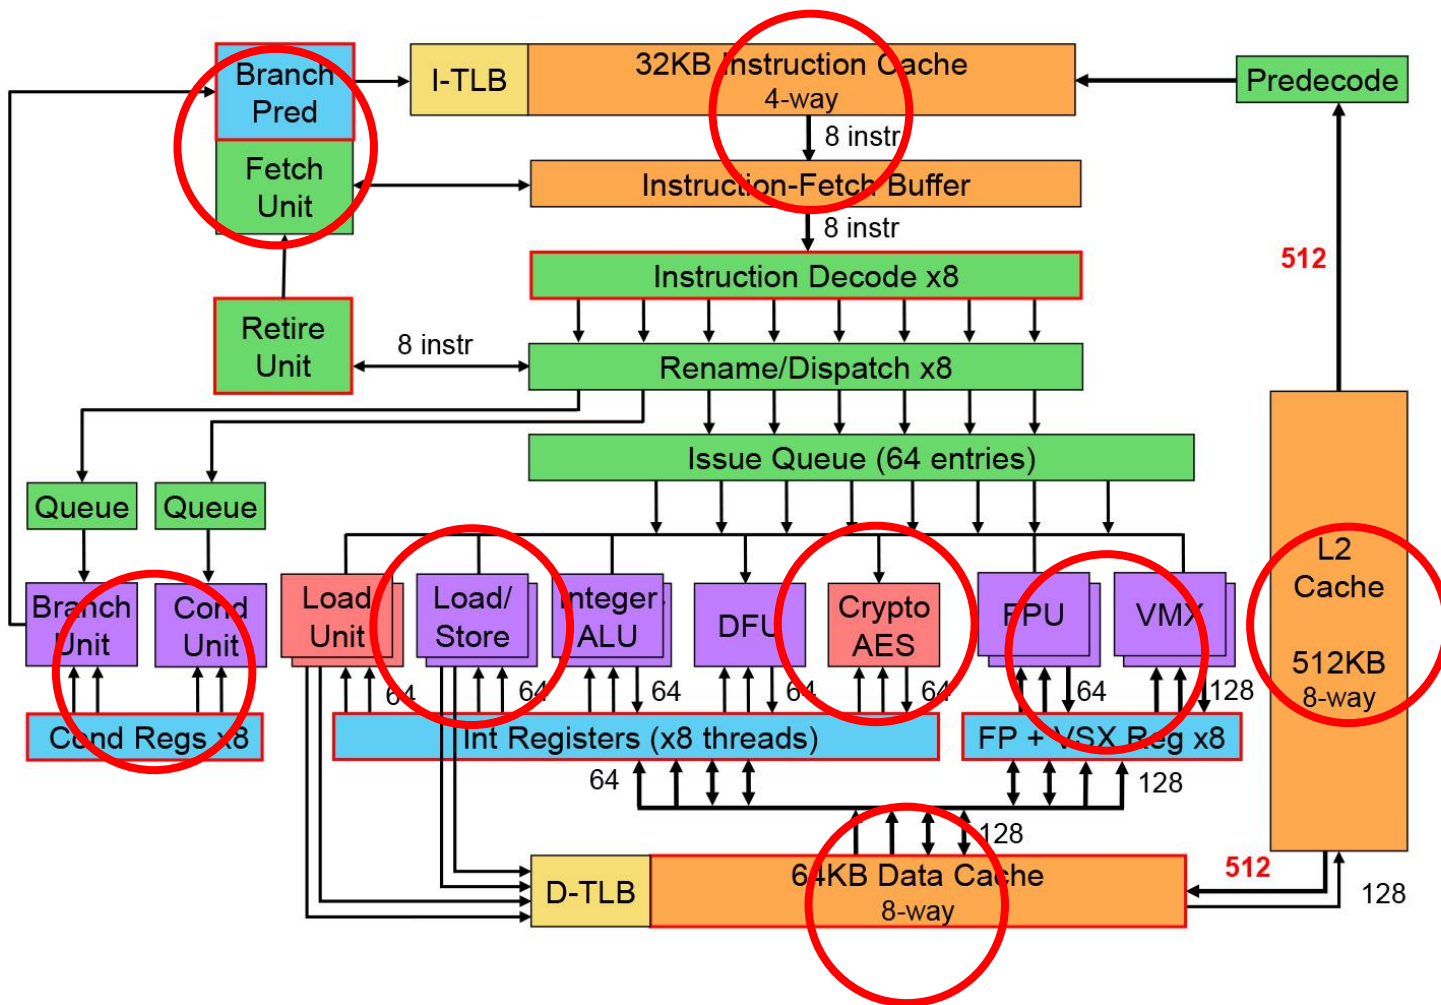 Branch
Pred
I-TLB
32KB Instruction Cache
4-way
Predecode
8 instr
Fetch
Unit
Instruction-Fetch Buffer
8 instr
512
Instruction Decode x8
Retire
Unit
8 instr
Rename/Dispatch x8
Issue Queue (64 entries)
Queue
Queue
Branch
Unit
Cond
Unit
Load
Unit
Load/
Store
Integer
ALU
DFU
Crypto
AES
FPU
VMX
L2
Cache
512KB
8-way
64
64
64
64
64
64
128
Cond Regs x8
Int Registers (x8 threads)
FP + VSX Reg x8
64
128
128
D-TLB
64KB Data Cache
8-way
512
128